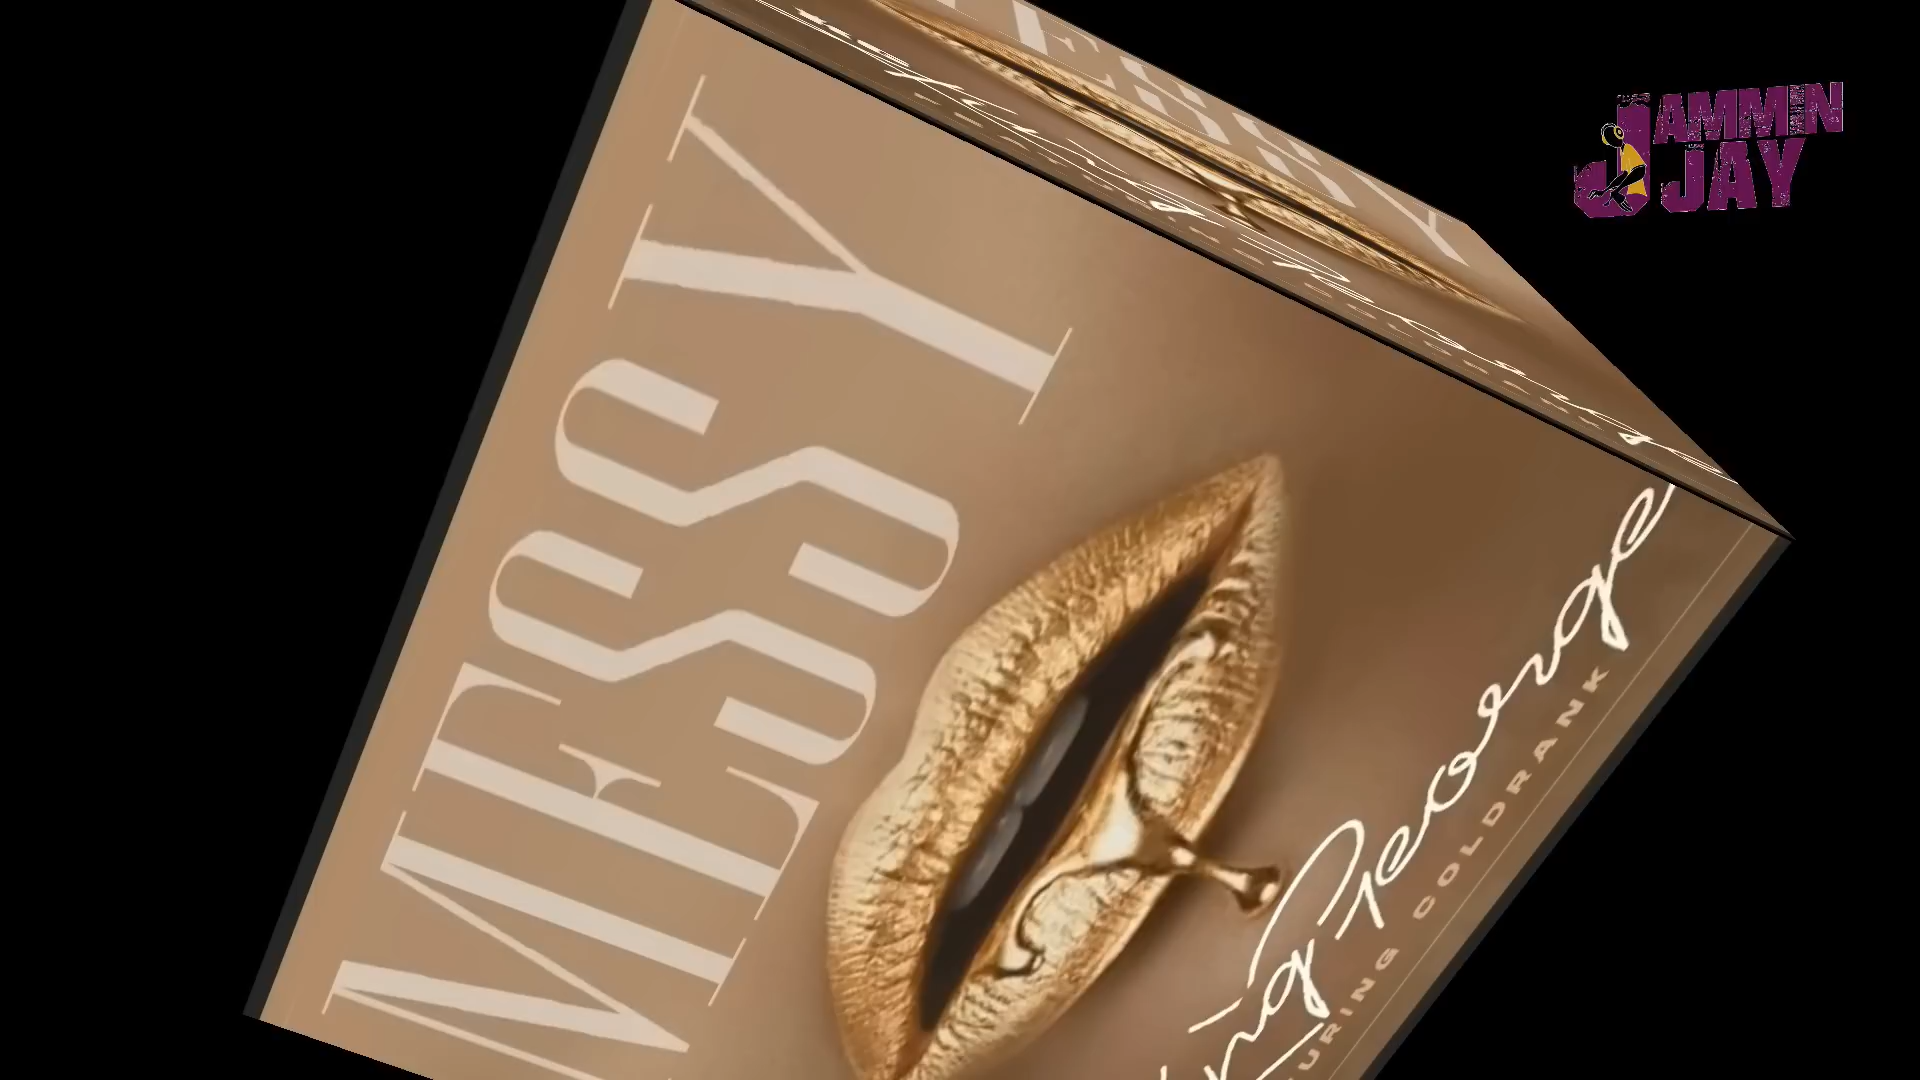 MESSY
King George
URING COLDRANK
JAMMIN
JAY